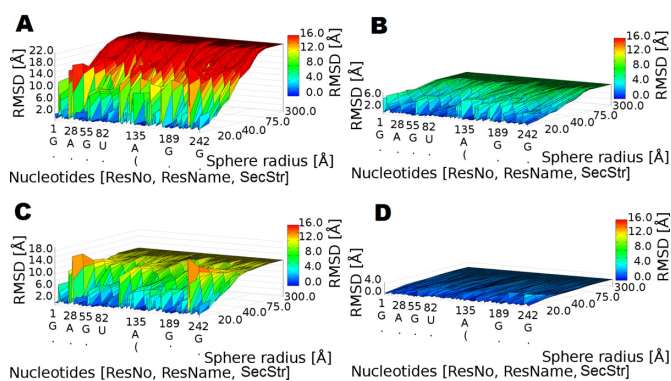 A
RMSD [Å]
22.0
18.0
14.0
10.0
6.0
2.0
RMSD [Å]
16.0
12.0
8.0
4.0
0.0
300.0
75.0
40.0
20.0
1 28 55 82 135 189 242
G A G U A G G
. . . . ( . .
Sphere radius [Å]
Nucleotides [ResNo, ResName, SecStr]
B
RMSD [Å]
6.0
2.0
RMSD [Å]
16.0
12.0
8.0
4.0
0.0
300.0
75.0
40.0
20.0
1 28 55 82 135 189 242
G A G U A G G
. . . . ( . .
Sphere radius [Å]
Nucleotides [ResNo, ResName, SecStr]
C
RMSD [Å]
18.0
14.0
10.0
6.0
2.0
RMSD [Å]
16.0
12.0
8.0
4.0
0.0
300.0
75.0
40.0
20.0
1 28 55 82 135 189 242
G A G U A G G
. . . . ( . .
Sphere radius [Å]
Nucleotides [ResNo, ResName, SecStr]
D
RMSD [Å]
4.0
0.0
RMSD [Å]
16.0
12.0
8.0
4.0
0.0
300.0
75.0
40.0
20.0
1 28 55 82 135 189 242
G A G U A G G
. . . . ( . .
Sphere radius [Å]
Nucleotides [ResNo, ResName, SecStr]